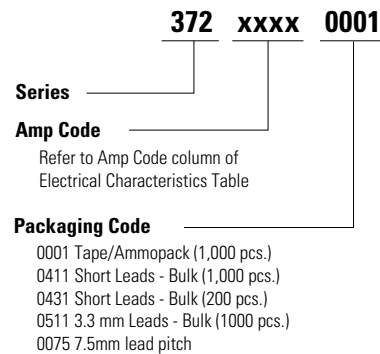 372 xxxx 0001
Series
Amp Code
Refer to Amp Code column of
Electrical Characteristics Table
Packaging Code
0001 Tape/Ammopack (1,000 pcs.)
0411 Short Leads - Bulk (1,000 pcs.)
0431 Short Leads - Bulk (200 pcs.)
0511 3.3 mm Leads - Bulk (1000 pcs.)
0075 7.5mm lead pitch